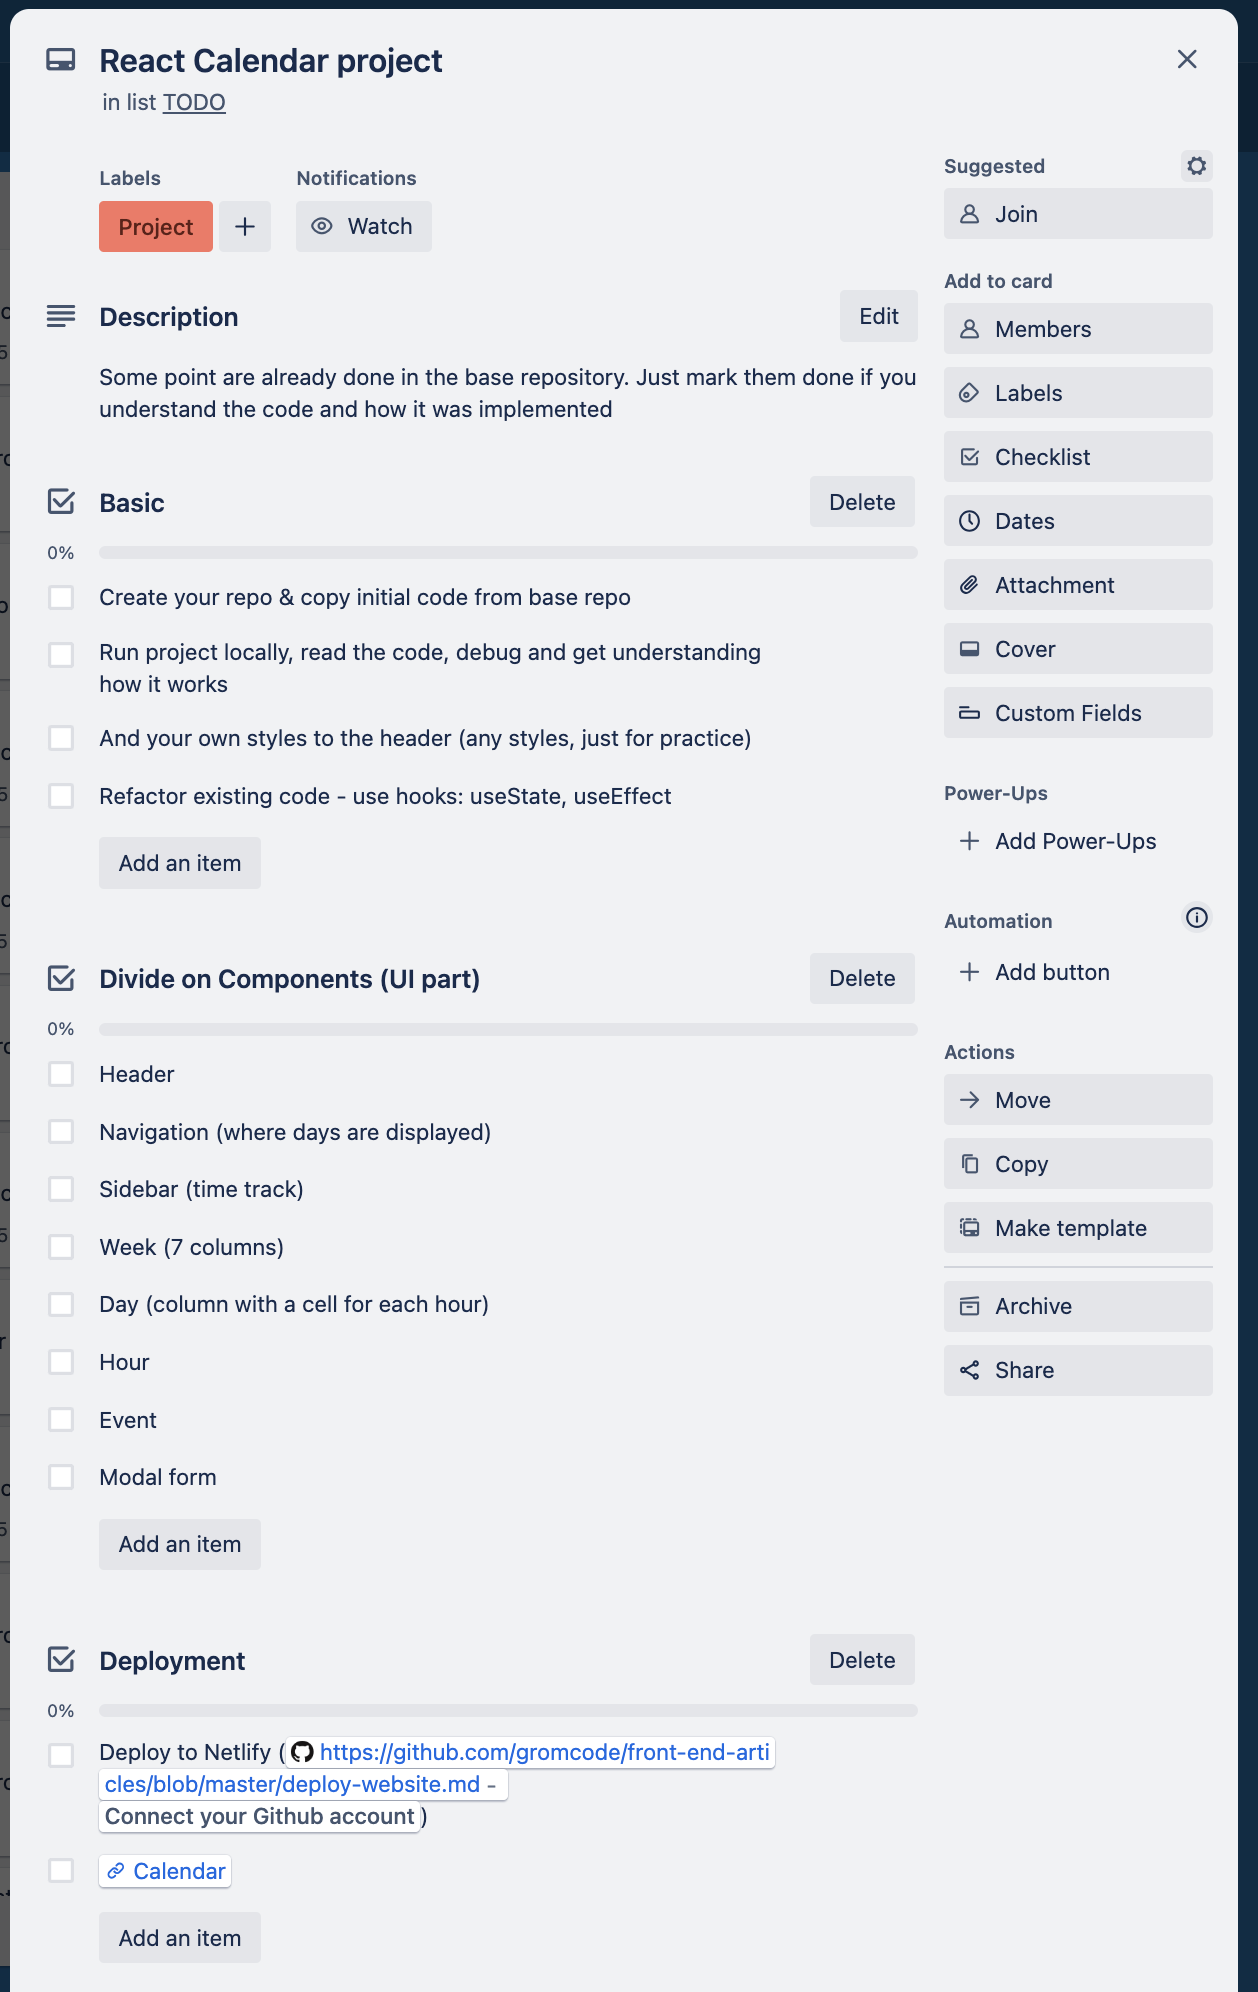 React Calendar project
in list TODO
Labels
Notifications
Project
Watch
Description
Edit
Some point are already done in the base repository. Just mark them done if you
understand the code and how it was implemented
Basic
Delete
0%
Create your repo & copy initial code from base repo
Run project locally, read the code, debug and get understanding
how it works
And your own styles to the header (any styles, just for practice)
Refactor existing code - use hooks: useState, useEffect
Add an item
Divide on Components (UI part)
Delete
0%
Header
Navigation (where days are displayed)
Sidebar (time track)
Week (7 columns)
Day (column with a cell for each hour)
Hour
Event
Modal form
Add an item
Deployment
Delete
0%
Deploy to Netlify (https://github.com/gromcode/front-end-arti
cles/blob/master/deploy-website.md -
Connect your Github account)
Calendar
Add an item
Suggested
Join
Add to card
Members
Labels
Checklist
Dates
Attachment
Cover
Custom Fields
Power-Ups
Add Power-Ups
Automation
Add button
Actions
Move
Copy
Make template
Archive
Share